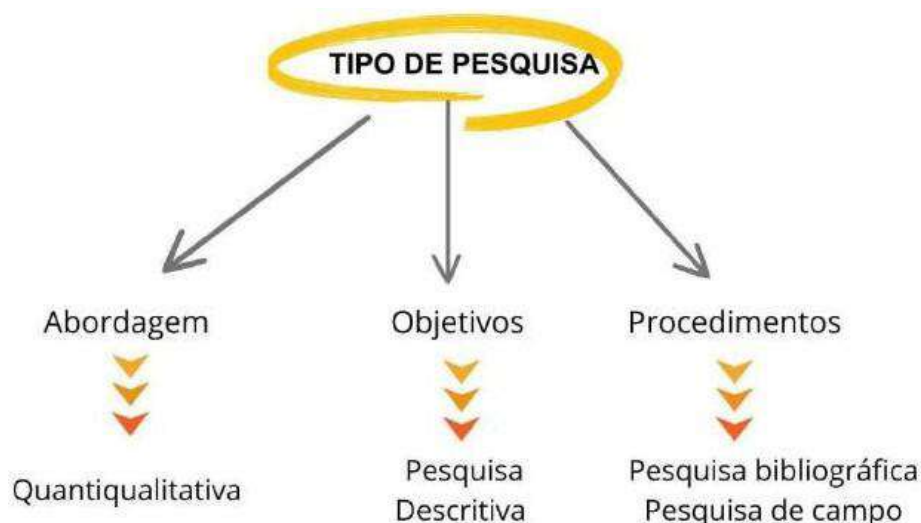 TIPO DE PESQUISA
Abordagem
Objetivos
Procedimentos
Quantiqualitativa
Pesquisa
Descritiva
Pesquisa bibliográfica
Pesquisa de campo